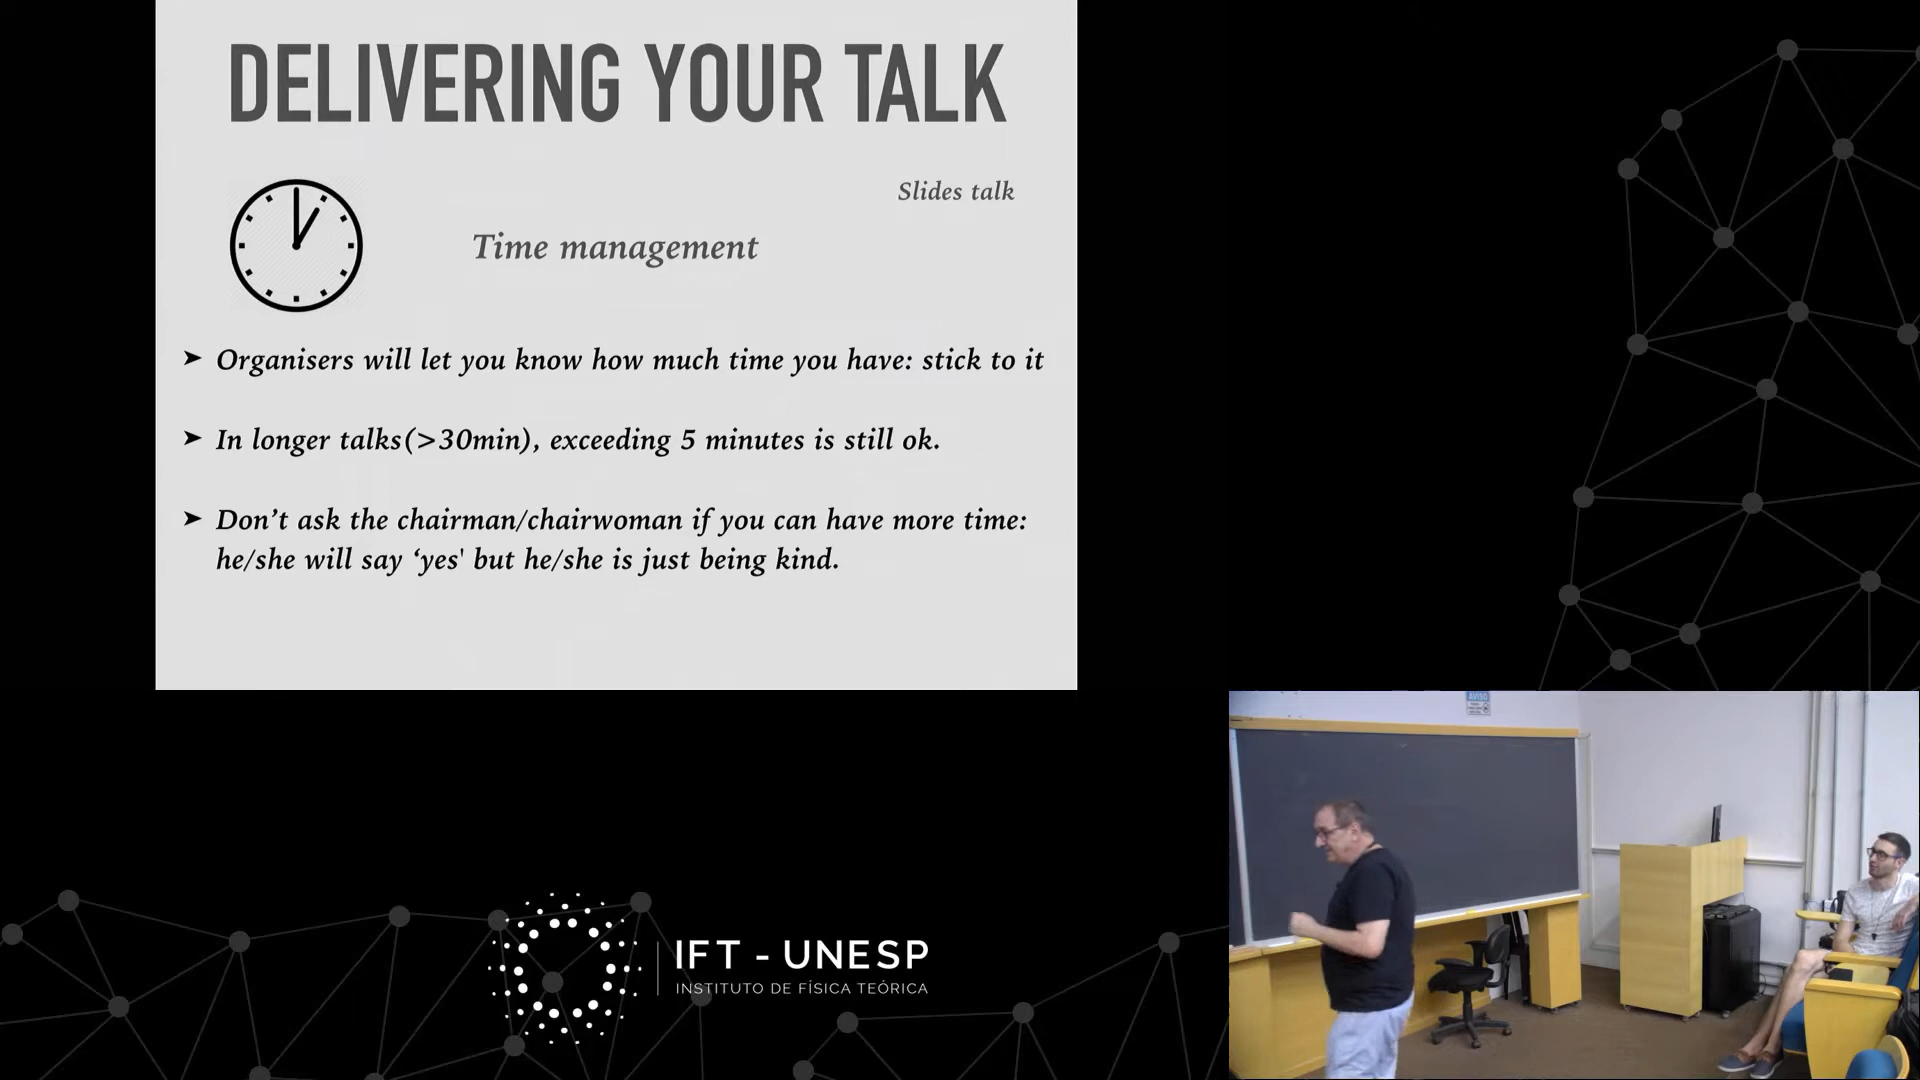 DELIVERING YOUR TALK
Slides talk
Time management
➤ Organisers will let you know how much time you have: stick to it
➤ In longer talks(>30min), exceeding 5 minutes is still ok.
➤ Don’t ask the chairman/chairwoman if you can have more time:
he/she will say ‘yes' but he/she is just being kind.
AVISO
IFT - UNESP
INSTITUTO DE FÍSICA TEÓRICA